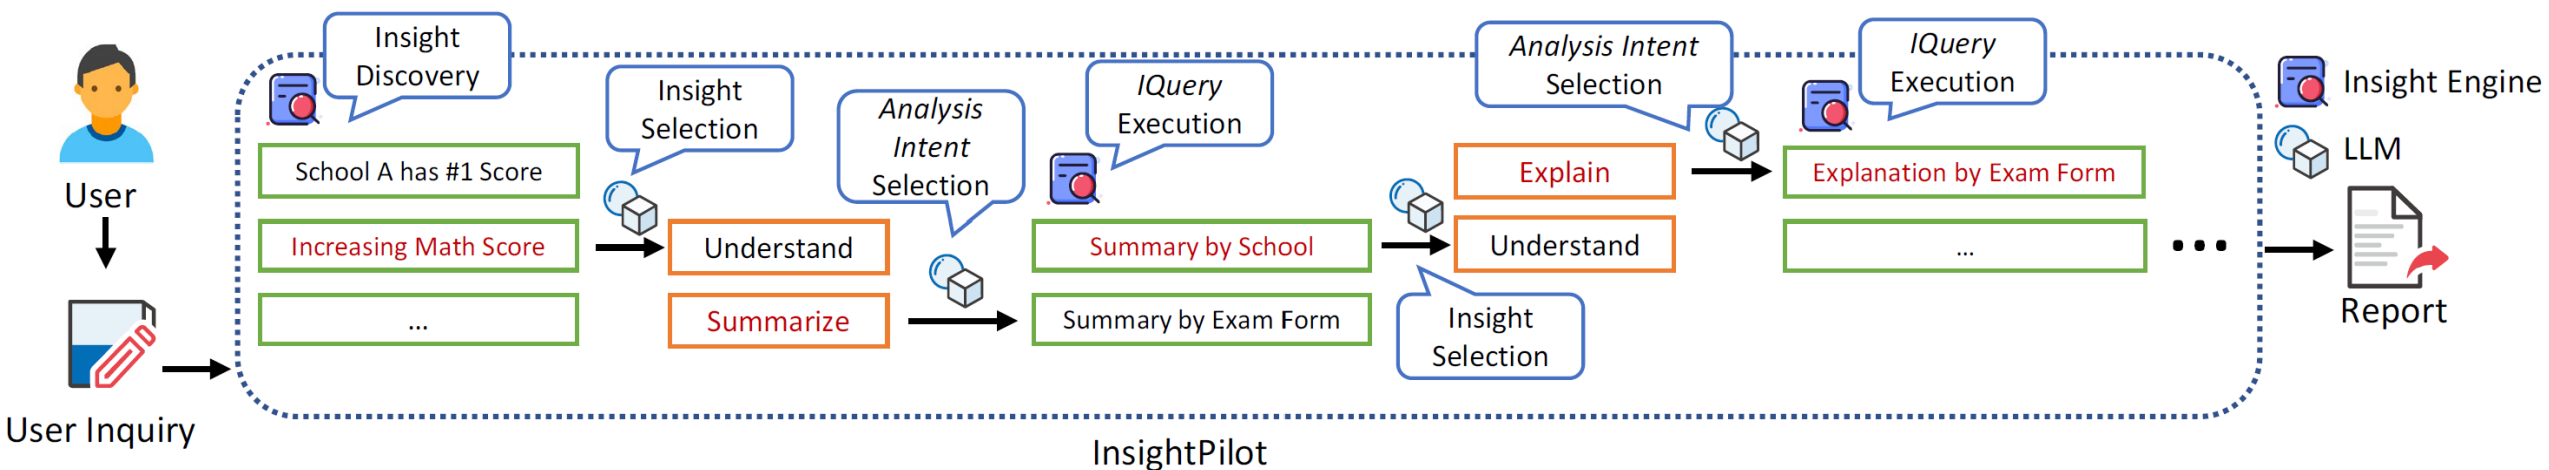 User
User Inquiry
Insight
Discovery
School A has #1 Score
Increasing Math Score
...
Insight
Selection
Understand
Summarize
Analysis
Intent
Selection
IQuery
Execution
Summary by School
Summary by Exam Form
Insight
Selection
Explain
Understand
Analysis Intent
Selection
IQuery
Execution
Explanation by Exam Form
...
...
InsightPilot
Insight Engine
LLM
Report